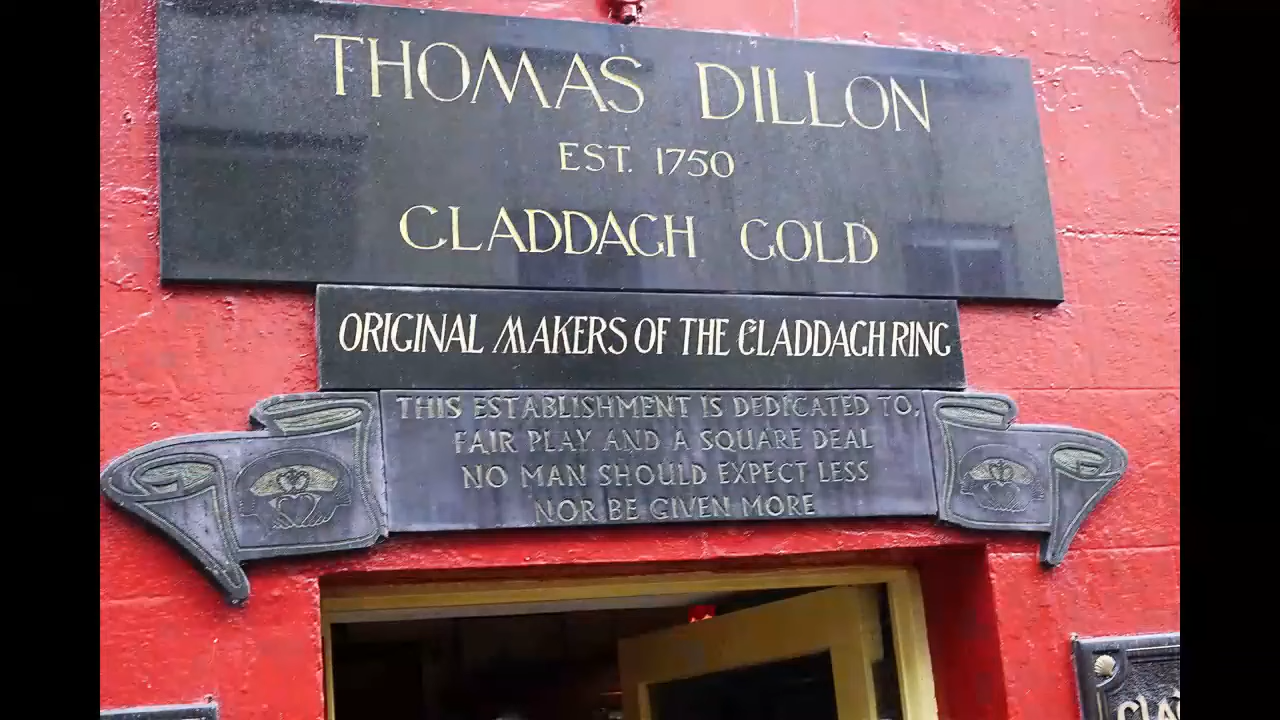 THOMAS DILLON
EST. 1750
CLADDAGH GOLD
ORIGINAL MAKERS OF THE CLADDAGH RING
THIS ESTABLISHMENT IS DEDICATED TO,
FAIR PLAY AND A SQUARE DEAL
NO MAN SHOULD EXPECT LESS
NOR BE GIVEN MORE